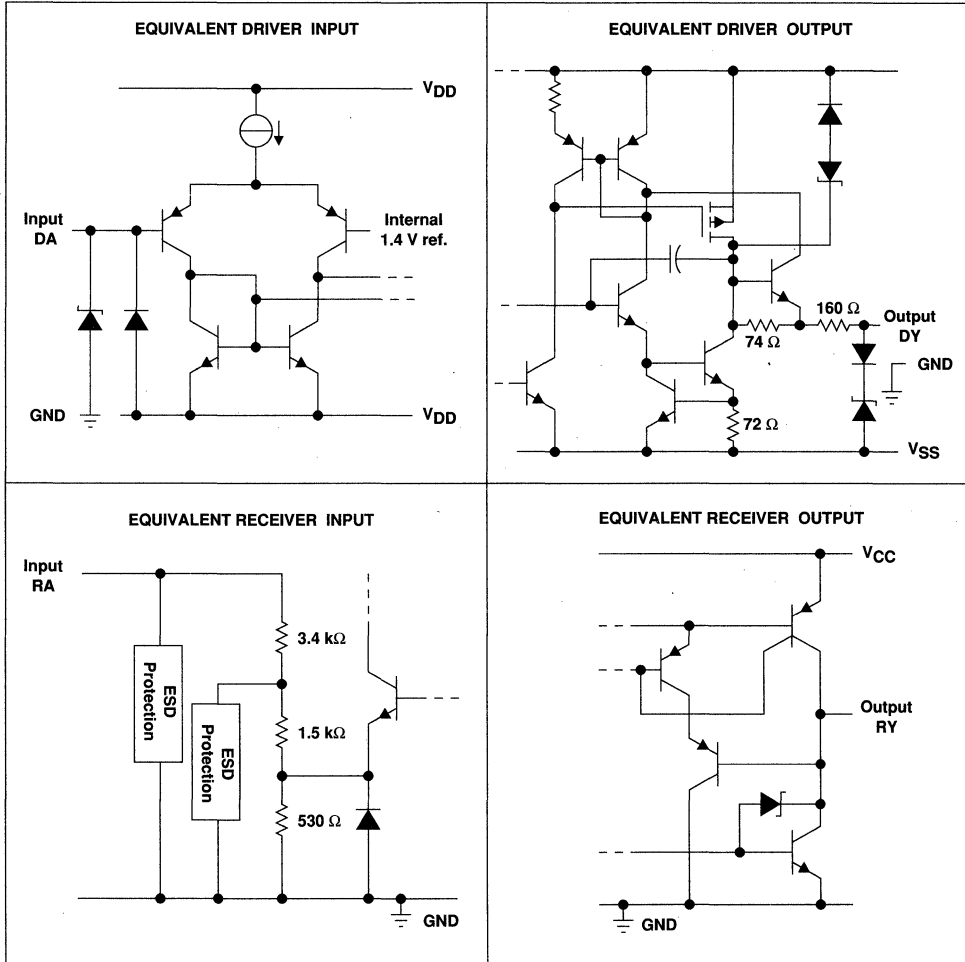 EQUIVALENT DRIVER INPUT
VDD
Input
DA
Internal
1.4 V ref.
GND
VDD
EQUIVALENT DRIVER OUTPUT
160 Ω
Output
DY
74 Ω
GND
72 Ω
VSS
EQUIVALENT RECEIVER INPUT
Input
RA
3.4 kΩ
ESD
Protection
ESD
Protection
1.5 kΩ
530 Ω
GND
EQUIVALENT RECEIVER OUTPUT
VCC
Output
RY
GND